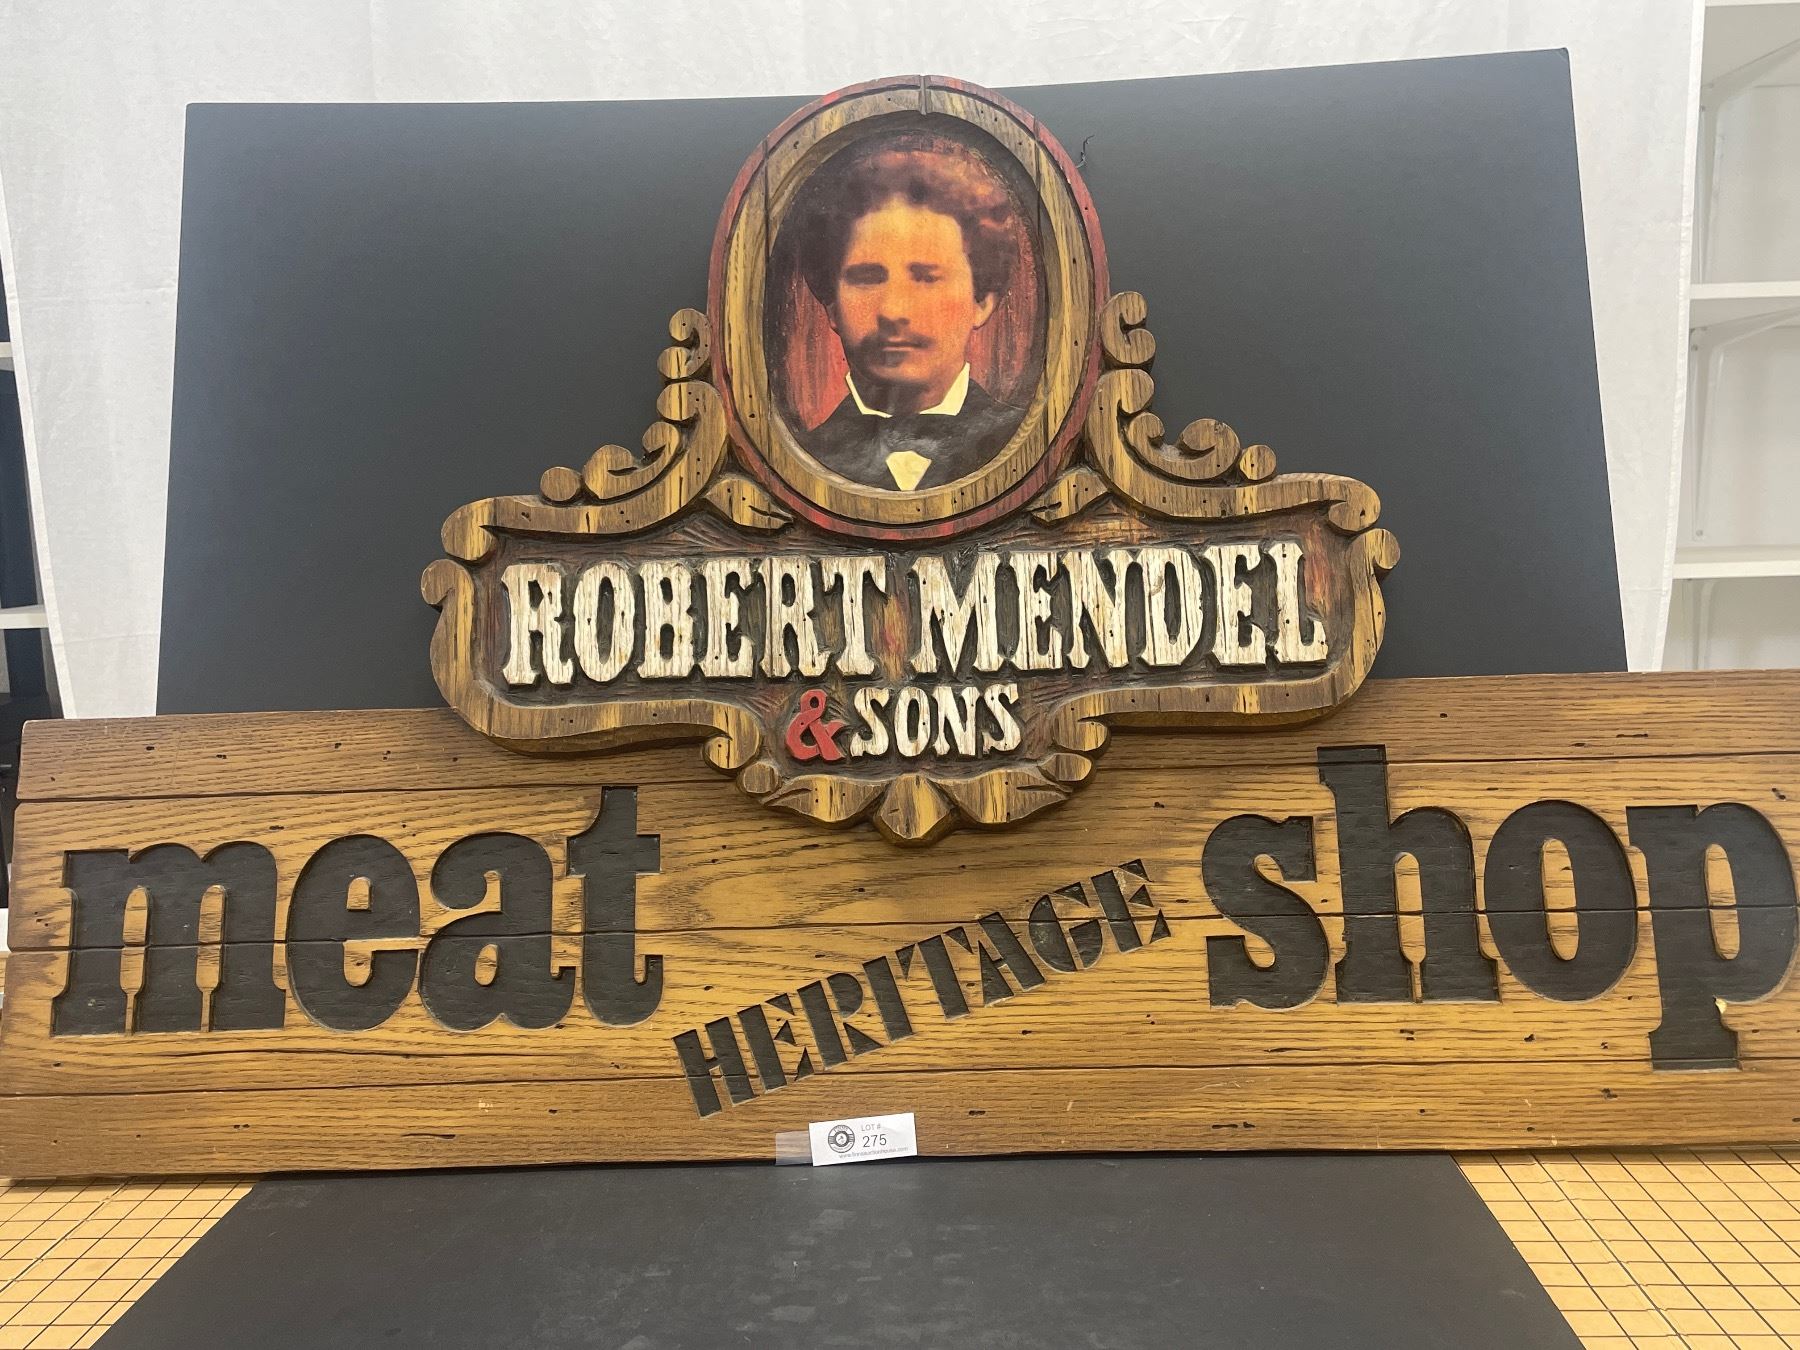 ROBERT MENDEL
& SONS
meat HERITAGE shop
LOT #
275